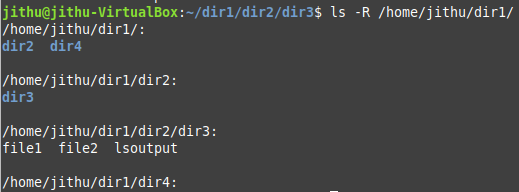 jithu@jithu-VirtualBox:~/dir1/dir2/dir3$ ls -R /home/jithu/dir1/
/home/jithu/dir1/:
dir2  dir4
/home/jithu/dir1/dir2:
dir3
/home/jithu/dir1/dir2/dir3:
file1  file2  lsoutput
/home/jithu/dir1/dir4: